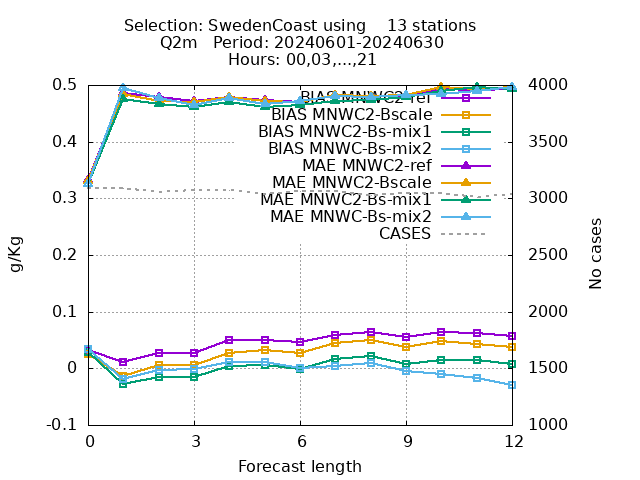 Selection: SwedenCoast using    13 stations
Q2m   Period: 20240601-20240630
Hours: 00,03,...,21
0.5
0.4
0.3
0.2
0.1
0
-0.1
g/Kg
4000
3500
3000
2500
2000
1500
1000
No cases
BIAS MNWC2-ref
BIAS MNWC2-Bscale
BIAS MNWC2-Bs-mix1
BIAS MNWC-Bs-mix2
MAE MNWC2-ref
MAE MNWC2-Bscale
MAE MNWC2-Bs-mix1
MAE MNWC-Bs-mix2
CASES
0 3 6 9 12
Forecast length